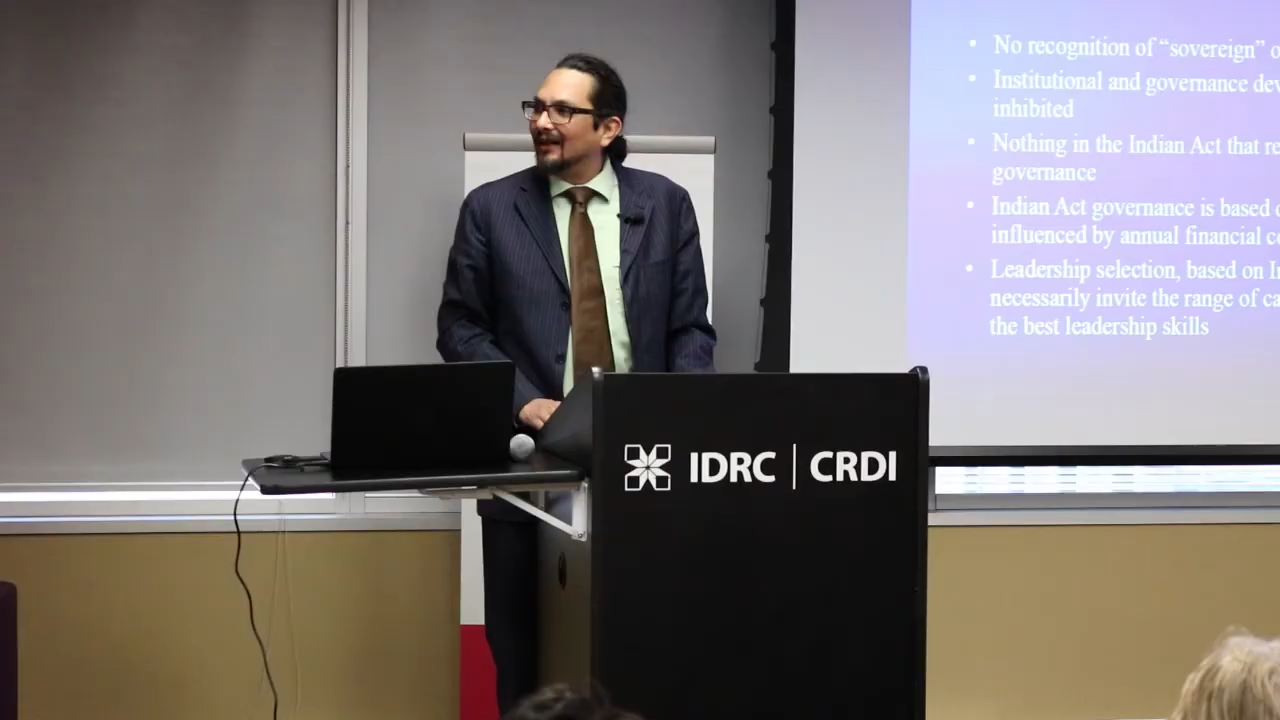 • No recognition of “sovereign”
• Institutional and governance
inhibited
• Nothing in the Indian Act that
governance
• Indian Act governance is based
influenced by annual financial
• Leadership selection, based on
necessarily invite the range of
the best leadership skills
IDRC | CRDI